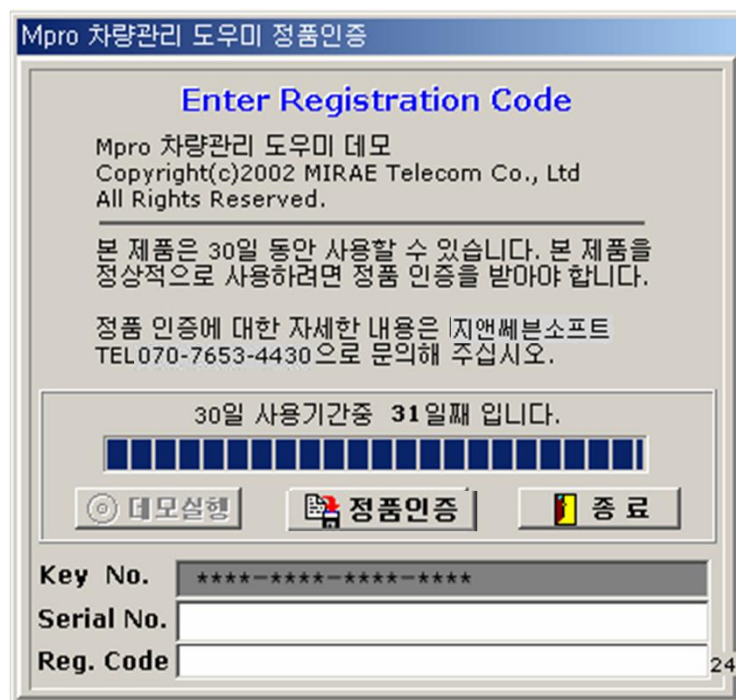 Mpro 차량관리 도우미 정품인증
Enter Registration Code
Mpro 차량관리 도우미 데모
Copyright(c)2002 MIRAE Telecom Co., Ltd
All Rights Reserved.
본 제품은 30일 동안 사용할 수 있습니다. 본 제품을
정상적으로 사용하려면 정품 인증을 받아야 합니다.
정품 인증에 대한 자세한 내용은 지앤쎄븐소프트
TEL070-7653-4430으로 문의해 주십시오.
30일 사용기간중 31일째 입니다.
데모실행 정품인증 종료
Key No. ****-****-****-****
Serial No.
Reg. Code
24